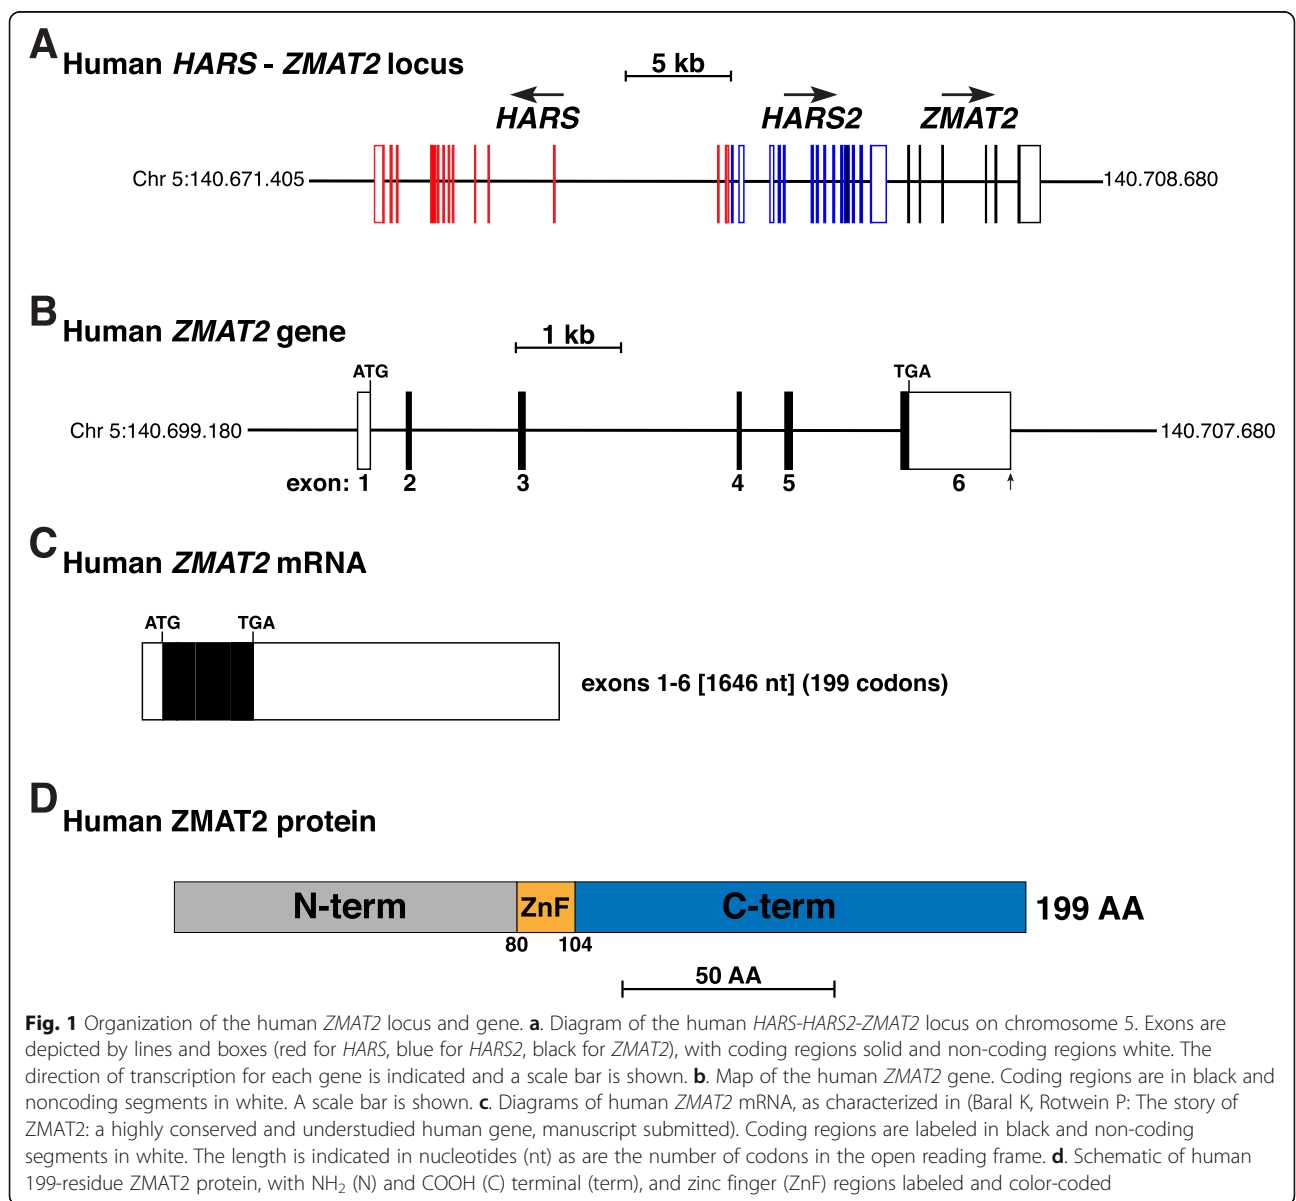 A
Human HARS - ZMAT2 locus
5 kb
HARS
HARS2
ZMAT2
Chr 5:140.671.405
140.708.680
B
Human ZMAT2 gene
1 kb
ATG
TGA
Chr 5:140.699.180
140.707.680
exon: 1 2 3 4 5 6
C
Human ZMAT2 mRNA
ATG
TGA
exons 1-6 [1646 nt] (199 codons)
D
Human ZMAT2 protein
N-term
ZnF
C-term
199 AA
80
104
50 AA
Fig. 1 Organization of the human ZMAT2 locus and gene. a. Diagram of the human HARS-HARS2-ZMAT2 locus on chromosome 5. Exons are
depicted by lines and boxes (red for HARS, blue for HARS2, black for ZMAT2), with coding regions solid and non-coding regions white. The
direction of transcription for each gene is indicated and a scale bar is shown. b. Map of the human ZMAT2 gene. Coding regions are in black and
noncoding segments in white. A scale bar is shown. c. Diagrams of human ZMAT2 mRNA, as characterized in (Baral K, Rotwein P: The story of
ZMAT2: a highly conserved and understudied human gene, manuscript submitted). Coding regions are labeled in black and non-coding
segments in white. The length is indicated in nucleotides (nt) as are the number of codons in the open reading frame. d. Schematic of human
199-residue ZMAT2 protein, with NH2 (N) and COOH (C) terminal (term), and zinc finger (ZnF) regions labeled and color-coded